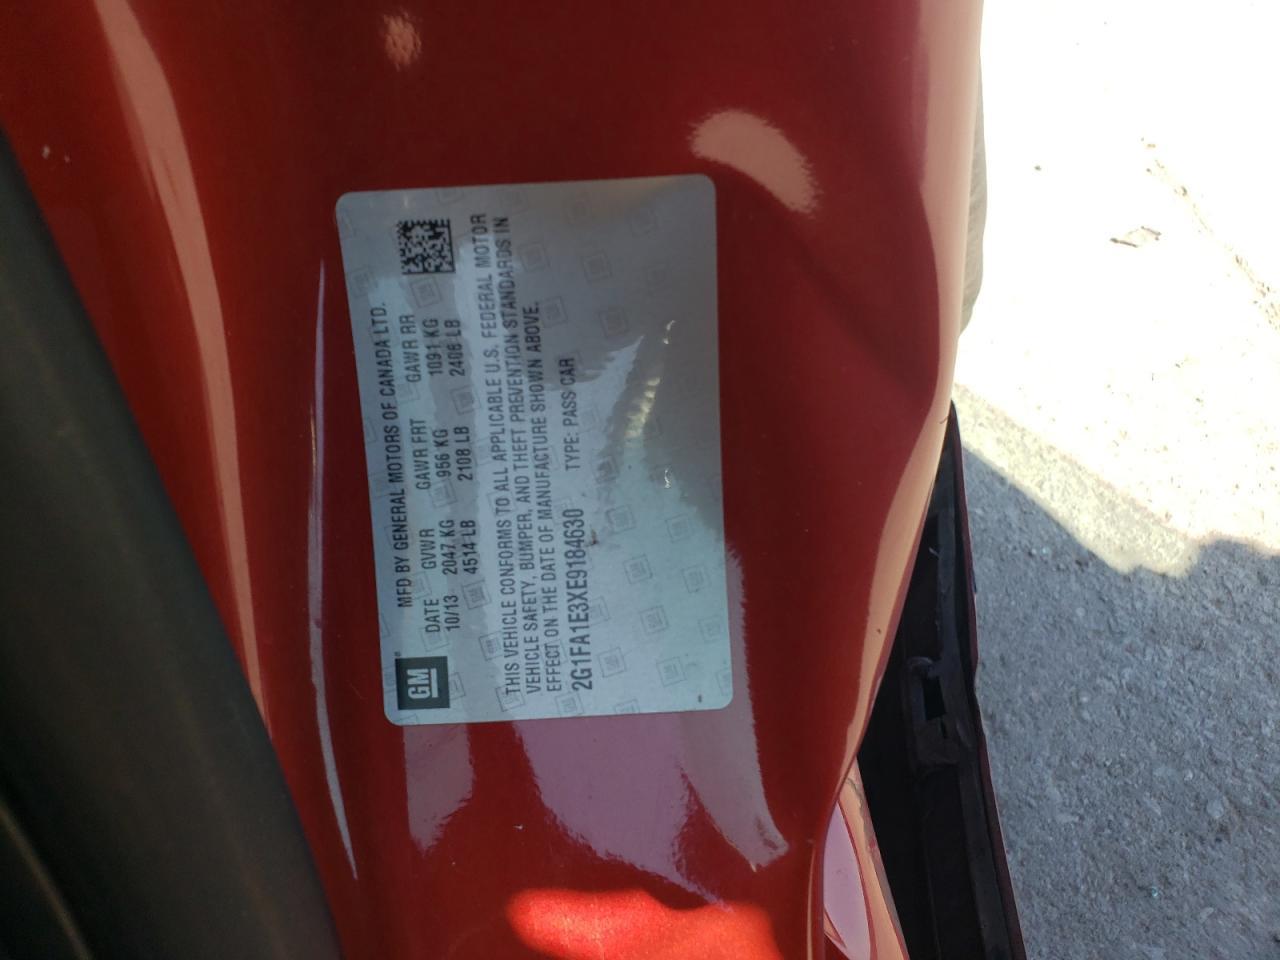 GM
MFD BY GENERAL MOTORS OF CANADA LTD.
DATE GVWR GAWR FRT GAWR RR
10/13 2047 KG 956 KG 1091 KG
4514 LB 2108 LB 2406 LB
THIS VEHICLE CONFORMS TO ALL APPLICABLE U.S. FEDERAL MOTOR
VEHICLE SAFETY, BUMPER, AND THEFT PREVENTION STANDARDS IN
EFFECT ON THE DATE OF MANUFACTURE SHOWN ABOVE.
2G1FA1E3XE9184630 TYPE: PASS CAR